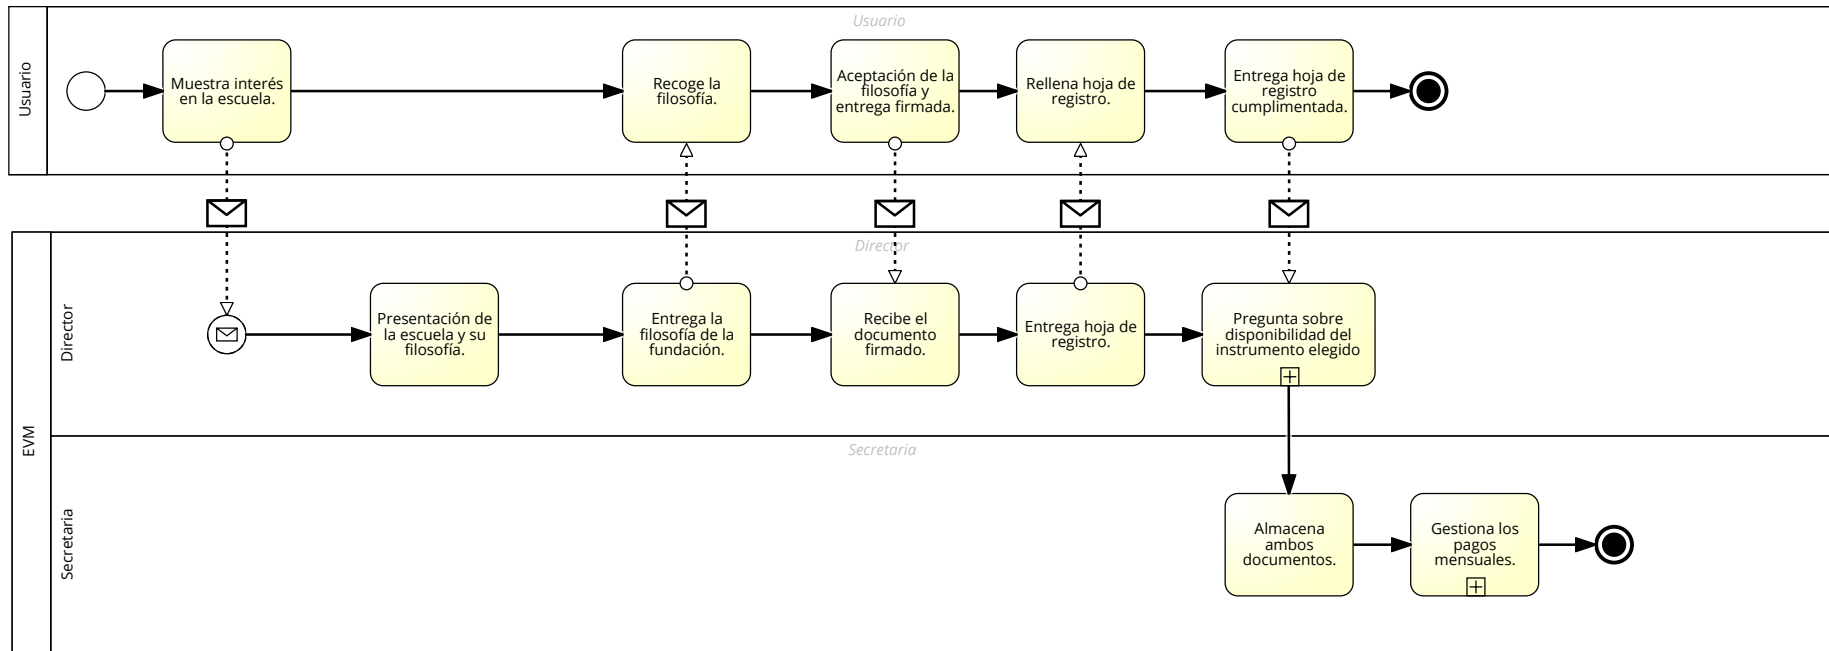 Usuario
Usuario
Muestra interés
en la escuela.
Recoge la
filosofía.
Aceptación de la
filosofía y
entrega firmada.
Rellena hoja de
registro.
Entrega hoja de
registro
cumplimentada.
EVM
Director
Director
Presentación de
la escuela y su
filosofía.
Entrega la
filosofía de la
fundación.
Recibe el
documento
firmado.
Entrega hoja de
registro.
Pregunta sobre
disponibilidad del
instrumento elegido
Secretaria
Secretaria
Almacena
ambos
documentos.
Gestiona los
pagos
mensuales.